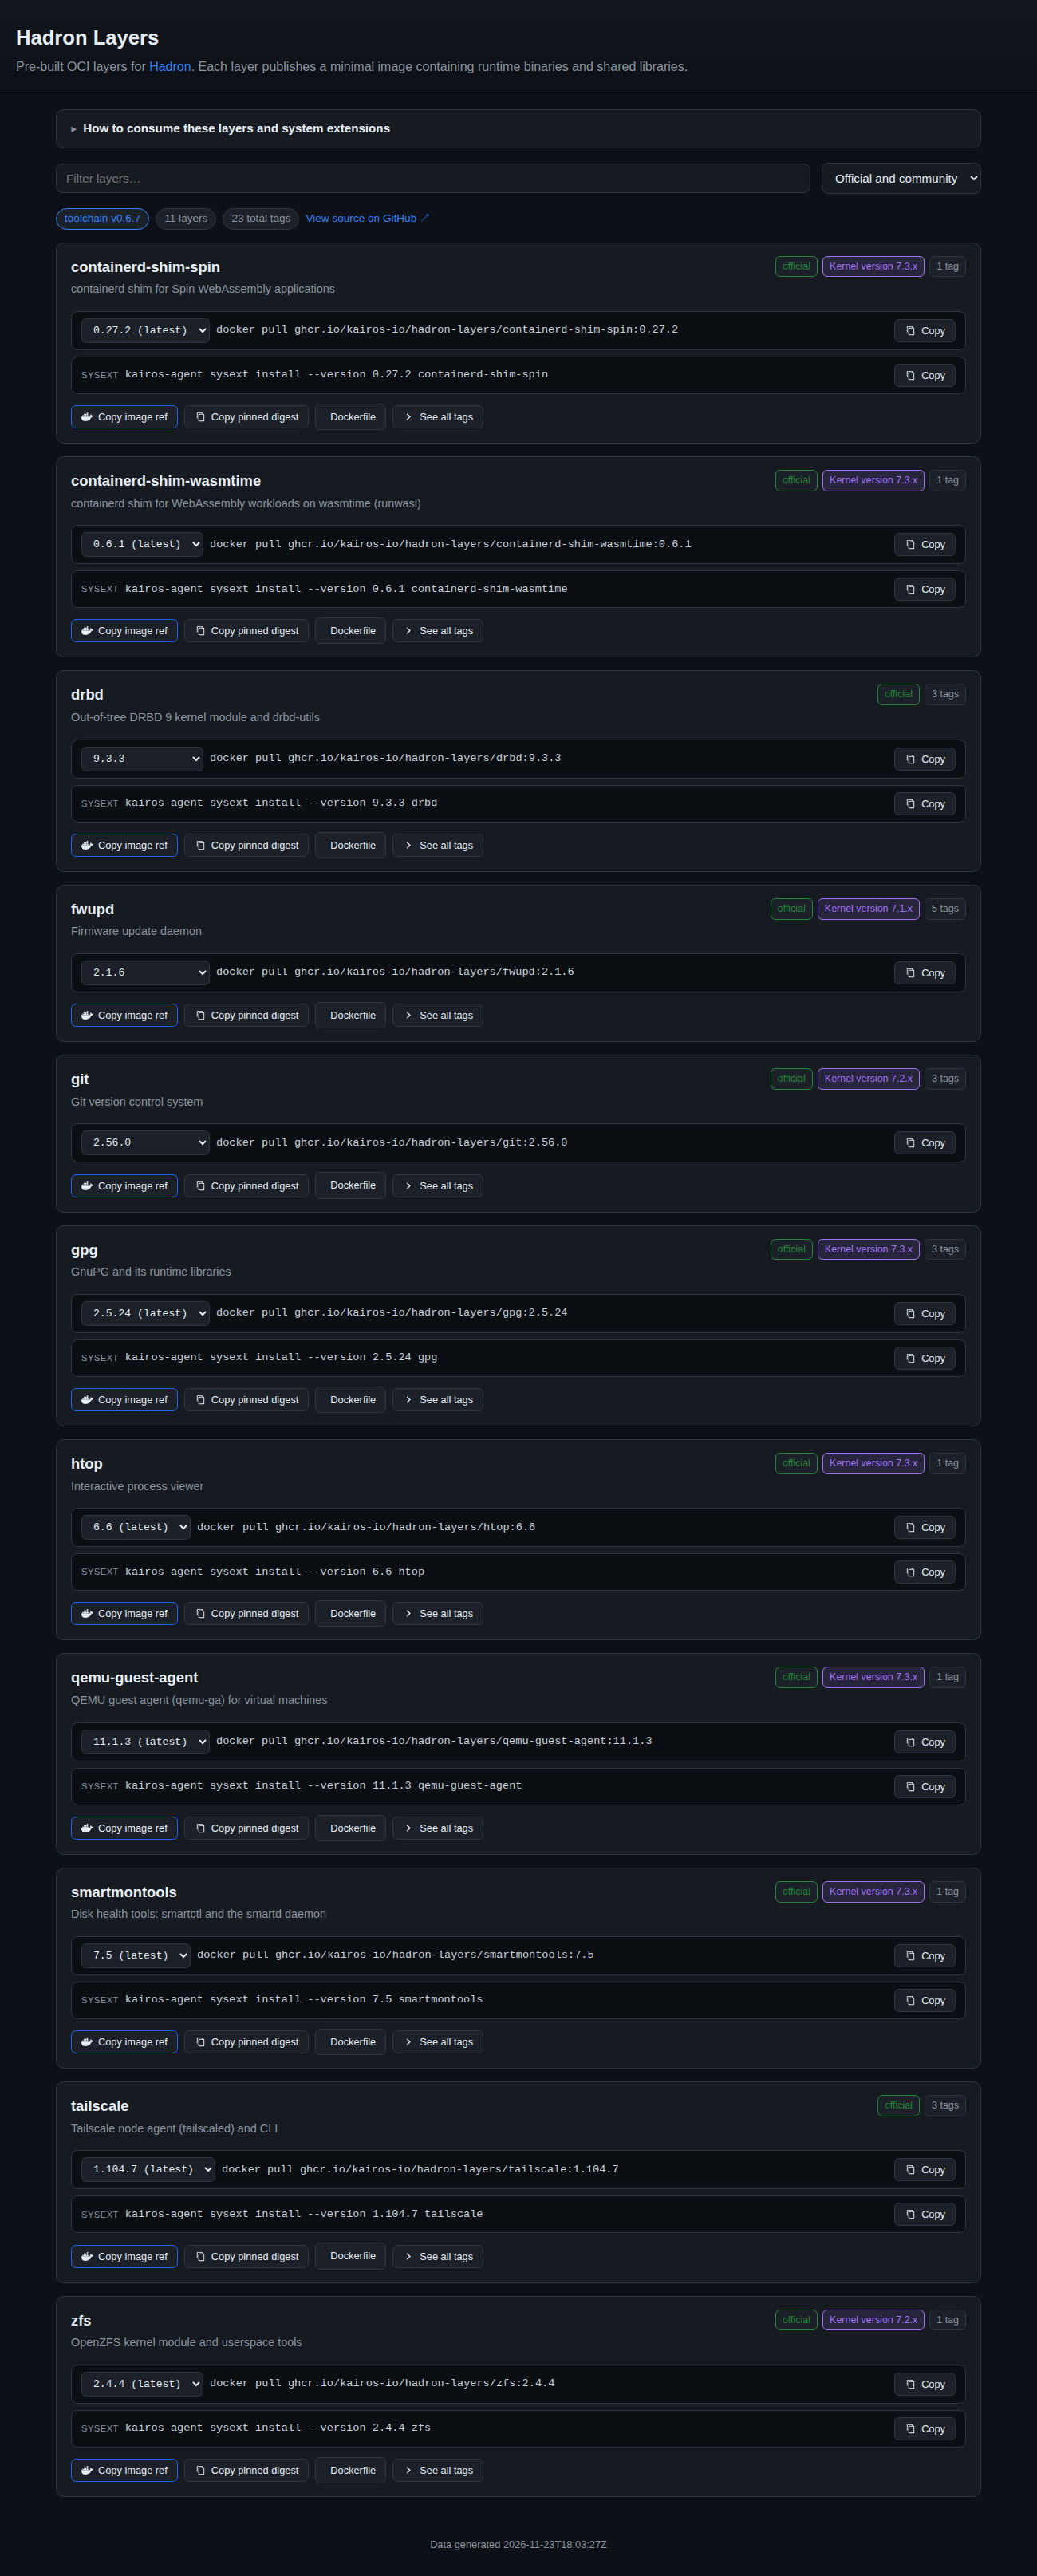 Hadron Layers
Pre-built OCI layers for Hadron. Each layer publishes a minimal image containing runtime binaries and shared libraries.
How to consume these layers and system extensions
Filter layers…
Official and community
toolchain v0.6.7 11 layers 23 total tags View source on GitHub ↗
containerd-shim-spin official Kernel version 7.3.x 1 tag
containerd shim for Spin WebAssembly applications
0.27.2 (latest) docker pull ghcr.io/kairos-io/hadron-layers/containerd-shim-spin:0.27.2 Copy
SYSEXT kairos-agent sysext install --version 0.27.2 containerd-shim-spin Copy
Copy image ref Copy pinned digest Dockerfile See all tags
containerd-shim-wasmtime official Kernel version 7.3.x 1 tag
containerd shim for WebAssembly workloads on wasmtime (runwasi)
0.6.1 (latest) docker pull ghcr.io/kairos-io/hadron-layers/containerd-shim-wasmtime:0.6.1 Copy
SYSEXT kairos-agent sysext install --version 0.6.1 containerd-shim-wasmtime Copy
Copy image ref Copy pinned digest Dockerfile See all tags
drbd official 3 tags
Out-of-tree DRBD 9 kernel module and drbd-utils
9.3.3 docker pull ghcr.io/kairos-io/hadron-layers/drbd:9.3.3 Copy
SYSEXT kairos-agent sysext install --version 9.3.3 drbd Copy
Copy image ref Copy pinned digest Dockerfile See all tags
fwupd official Kernel version 7.1.x 5 tags
Firmware update daemon
2.1.6 docker pull ghcr.io/kairos-io/hadron-layers/fwupd:2.1.6 Copy
Copy image ref Copy pinned digest Dockerfile See all tags
git official Kernel version 7.2.x 3 tags
Git version control system
2.56.0 docker pull ghcr.io/kairos-io/hadron-layers/git:2.56.0 Copy
Copy image ref Copy pinned digest Dockerfile See all tags
gpg official Kernel version 7.3.x 3 tags
GnuPG and its runtime libraries
2.5.24 (latest) docker pull ghcr.io/kairos-io/hadron-layers/gpg:2.5.24 Copy
SYSEXT kairos-agent sysext install --version 2.5.24 gpg Copy
Copy image ref Copy pinned digest Dockerfile See all tags
htop official Kernel version 7.3.x 1 tag
Interactive process viewer
6.6 (latest) docker pull ghcr.io/kairos-io/hadron-layers/htop:6.6 Copy
SYSEXT kairos-agent sysext install --version 6.6 htop Copy
Copy image ref Copy pinned digest Dockerfile See all tags
qemu-guest-agent official Kernel version 7.3.x 1 tag
QEMU guest agent (qemu-ga) for virtual machines
11.1.3 (latest) docker pull ghcr.io/kairos-io/hadron-layers/qemu-guest-agent:11.1.3 Copy
SYSEXT kairos-agent sysext install --version 11.1.3 qemu-guest-agent Copy
Copy image ref Copy pinned digest Dockerfile See all tags
smartmontools official Kernel version 7.3.x 1 tag
Disk health tools: smartctl and the smartd daemon
7.5 (latest) docker pull ghcr.io/kairos-io/hadron-layers/smartmontools:7.5 Copy
SYSEXT kairos-agent sysext install --version 7.5 smartmontools Copy
Copy image ref Copy pinned digest Dockerfile See all tags
tailscale official 3 tags
Tailscale node agent (tailscaled) and CLI
1.104.7 (latest) docker pull ghcr.io/kairos-io/hadron-layers/tailscale:1.104.7 Copy
SYSEXT kairos-agent sysext install --version 1.104.7 tailscale Copy
Copy image ref Copy pinned digest Dockerfile See all tags
zfs official Kernel version 7.2.x 1 tag
OpenZFS kernel module and userspace tools
2.4.4 (latest) docker pull ghcr.io/kairos-io/hadron-layers/zfs:2.4.4 Copy
SYSEXT kairos-agent sysext install --version 2.4.4 zfs Copy
Copy image ref Copy pinned digest Dockerfile See all tags
Data generated 2026-11-23T18:03:27Z